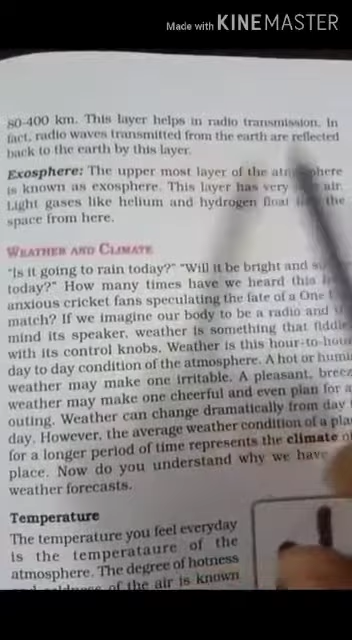 Made with KINEMASTER
80-400 km. This layer helps in radio transmission. In
fact, radio waves transmitted from the earth are reflected
back to the earth by this layer.
Exosphere: The upper most layer of the
is known as exosphere. This layer has very air.
Light gases like helium and hydrogen float the
space from here.
WEATHER AND CLIMATE
"Is it going to rain today?" "Will it be bright and
today?" How many times have we heard this
anxious cricket fans speculating the fate of a One
match? If we imagine our body to be a radio and
mind its speaker, weather is something that
with its control knobs. Weather is this
day to day condition of the atmosphere. A hot or
weather may make one irritable. A pleasant,
weather may make one cheerful and even plan for
outing. Weather can change dramatically from day
day. However, the average weather condition of a
for a longer period of time represents the climate
place. Now do you understand why we have
weather forecasts.
Temperature
The temperature you feel everyday
is the temperataure of the
atmosphere. The degree of hotness
of the air is known